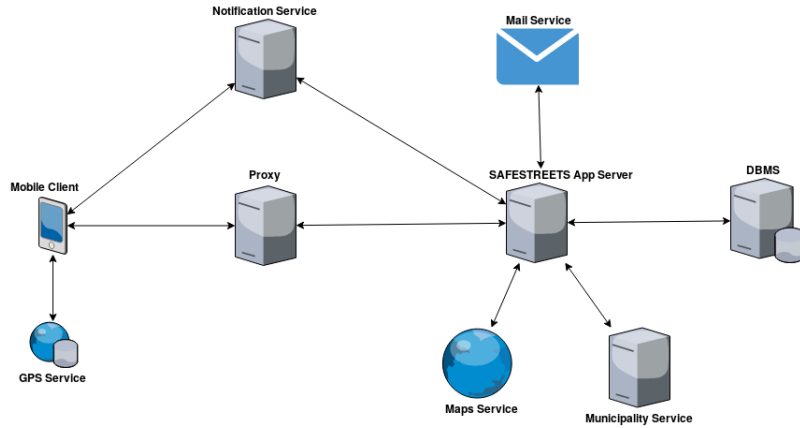 Notification Service
Mail Service
Mobile Client
Proxy
SAFESTREETS App Server
DBMS
GPS Service
Maps Service
Municipality Service